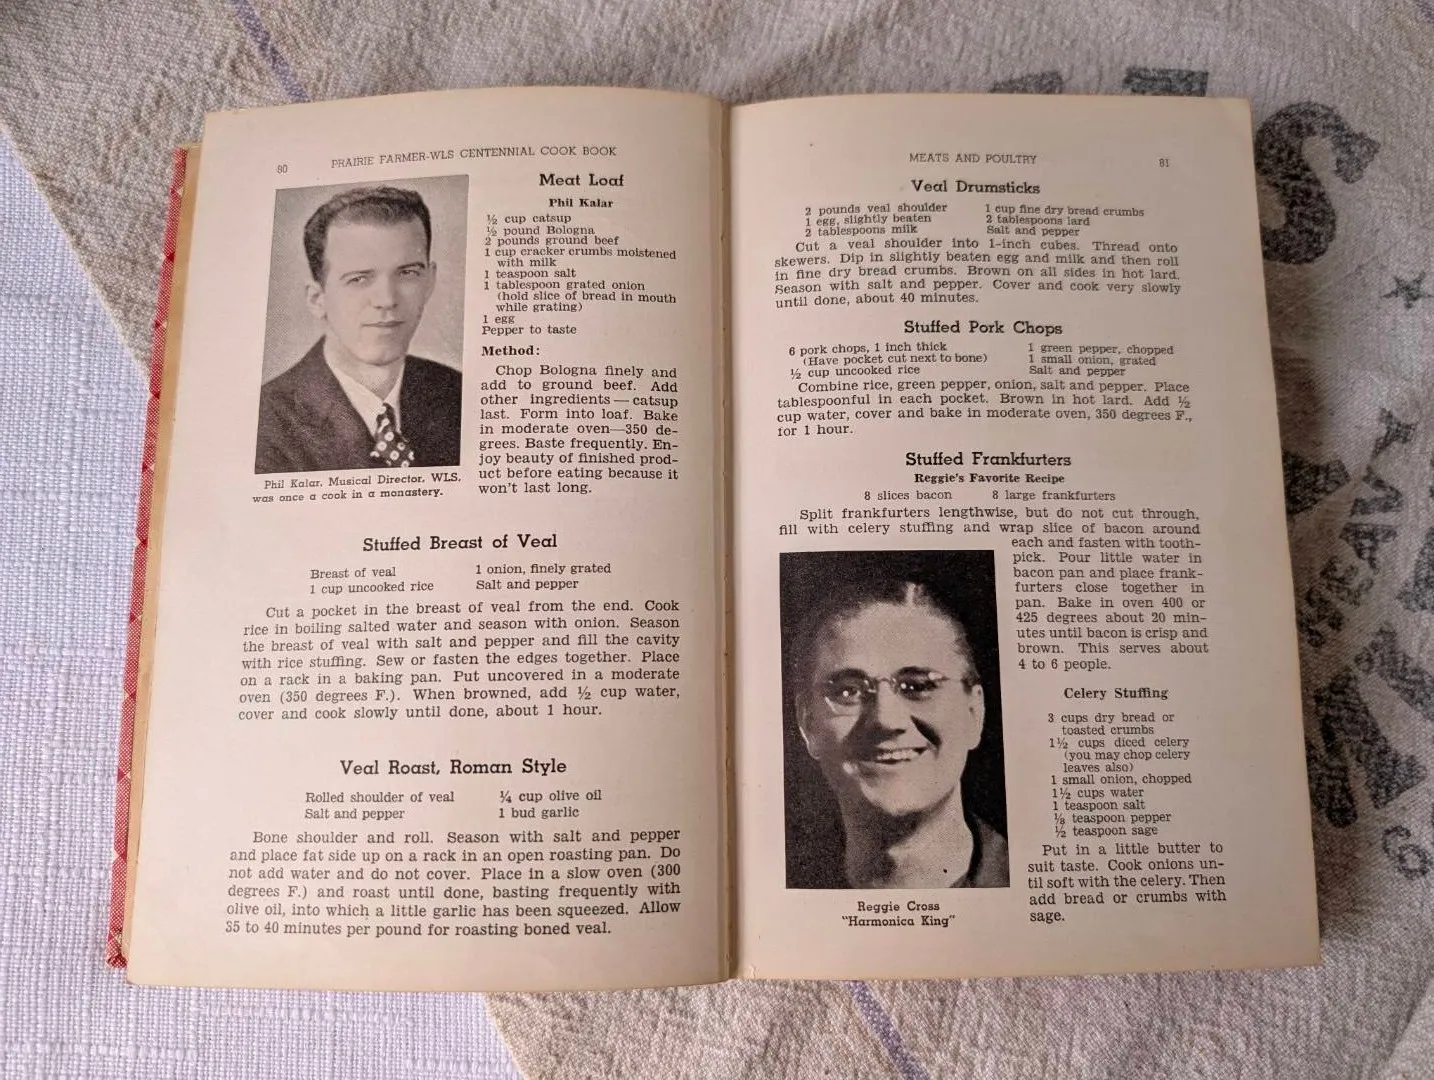 80
PRAIRIE FARMER-WLS CENTENNIAL COOK BOOK
Meat Loaf
Phil Kalar
½ cup catsup
½ pound Bologna
2 pounds ground beef
1 cup cracker crumbs moistened
with milk
1 teaspoon salt
1 tablespoon grated onion
(hold slice of bread in mouth
while grating)
1 egg
Pepper to taste
Method:
Chop Bologna finely and
add to ground beef. Add
other ingredients — catsup
last. Form into loaf. Bake
in moderate oven—350 de-
grees. Baste frequently. En-
joy beauty of finished prod-
uct before eating because it
won't last long.
Phil Kalar, Musical Director, WLS,
was once a cook in a monastery.
Stuffed Breast of Veal
Breast of veal 1 onion, finely grated
1 cup uncooked rice Salt and pepper
Cut a pocket in the breast of veal from the end. Cook
rice in boiling salted water and season with onion. Season
the breast of veal with salt and pepper and fill the cavity
with rice stuffing. Sew or fasten the edges together. Place
on a rack in a baking pan. Put uncovered in a moderate
oven (350 degrees F.). When browned, add ½ cup water,
cover and cook slowly until done, about 1 hour.
Veal Roast, Roman Style
Rolled shoulder of veal ¼ cup olive oil
Salt and pepper 1 bud garlic
Bone shoulder and roll. Season with salt and pepper
and place fat side up on a rack in an open roasting pan. Do
not add water and do not cover. Place in a slow oven (300
degrees F.) and roast until done, basting frequently with
olive oil, into which a little garlic has been squeezed. Allow
35 to 40 minutes per pound for roasting boned veal.
MEATS AND POULTRY 81
Veal Drumsticks
2 pounds veal shoulder 1 cup fine dry bread crumbs
1 egg, slightly beaten 2 tablespoons lard
2 tablespoons milk Salt and pepper
Cut a veal shoulder into 1-inch cubes. Thread onto
skewers. Dip in slightly beaten egg and milk and then roll
in fine dry bread crumbs. Brown on all sides in hot lard.
Season with salt and pepper. Cover and cook very slowly
until done, about 40 minutes.
Stuffed Pork Chops
6 pork chops, 1 inch thick 1 green pepper, chopped
(Have pocket cut next to bone) 1 small onion, grated
½ cup uncooked rice Salt and pepper
Combine rice, green pepper, onion, salt and pepper. Place
tablespoonful in each pocket. Brown in hot lard. Add ½
cup water, cover and bake in moderate oven, 350 degrees F.,
for 1 hour.
Stuffed Frankfurters
Reggie's Favorite Recipe
8 slices bacon 8 large frankfurters
Split frankfurters lengthwise, but do not cut through,
fill with celery stuffing and wrap slice of bacon around
each and fasten with tooth-
pick. Pour little water in
bacon pan and place frank-
furters close together in
pan. Bake in oven 400 or
425 degrees about 20 min-
utes until bacon is crisp and
brown. This serves about
4 to 6 people.
Celery Stuffing
3 cups dry bread or
toasted crumbs
1½ cups diced celery
(you may chop celery
leaves also)
1 small onion, chopped
1½ cups water
1 teaspoon salt
⅛ teaspoon pepper
½ teaspoon sage
Put in a little butter to
suit taste. Cook onions un-
til soft with the celery. Then
add bread or crumbs with
sage.
Reggie Cross
"Harmonica King"